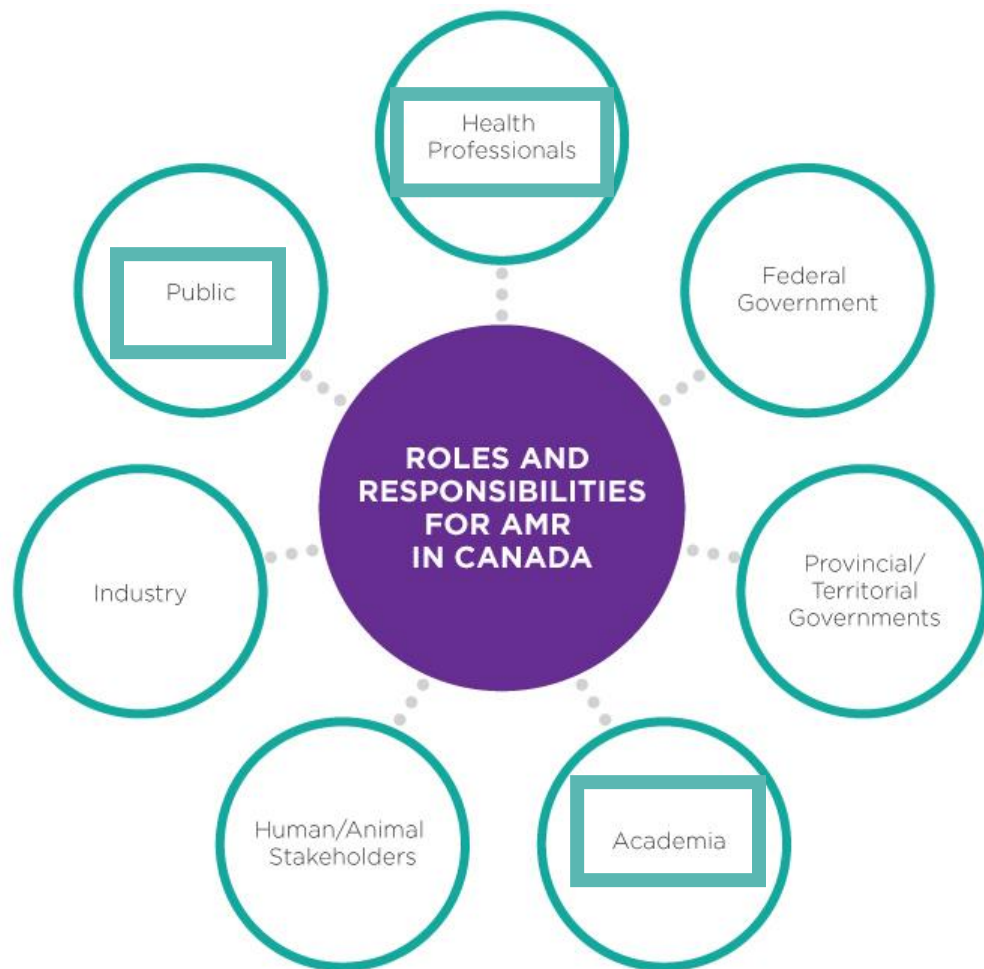 Health
Professionals
Federal
Government
Provincial/
Territorial
Governments
Academia
Human/Animal
Stakeholders
Industry
Public
ROLES AND
RESPONSIBILITIES
FOR AMR
IN CANADA